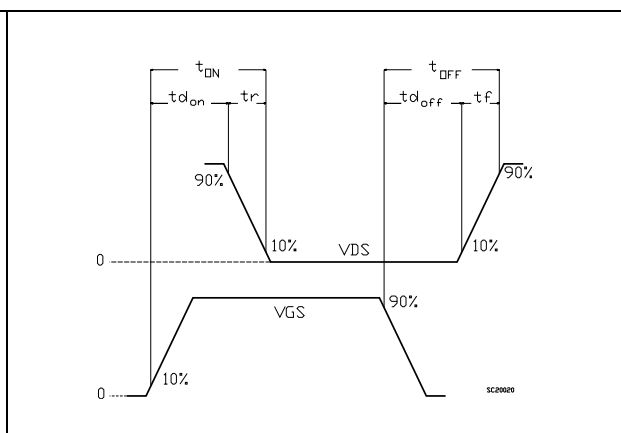 tON tOFF
tdon tr tdoff tf
90% 90%
10% 10%
0 VDS
VGS 90%
10%
0
SC20020